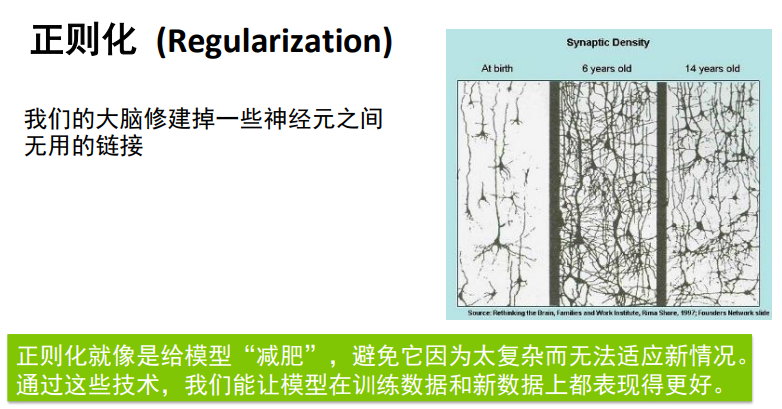 正则化 (Regularization)
Synaptic Density
At birth 6 years old 14 years old
我们的大脑修建掉一些神经元之间
无用的链接
Source: Rethinking the Brain, Families and Work Institute, Rima Shore, 1997; Founders Network slide
正则化就像是给模型“减肥”，避免它因为太复杂而无法适应新情况。
通过这些技术，我们能让模型在训练数据和新数据上都表现得更好。